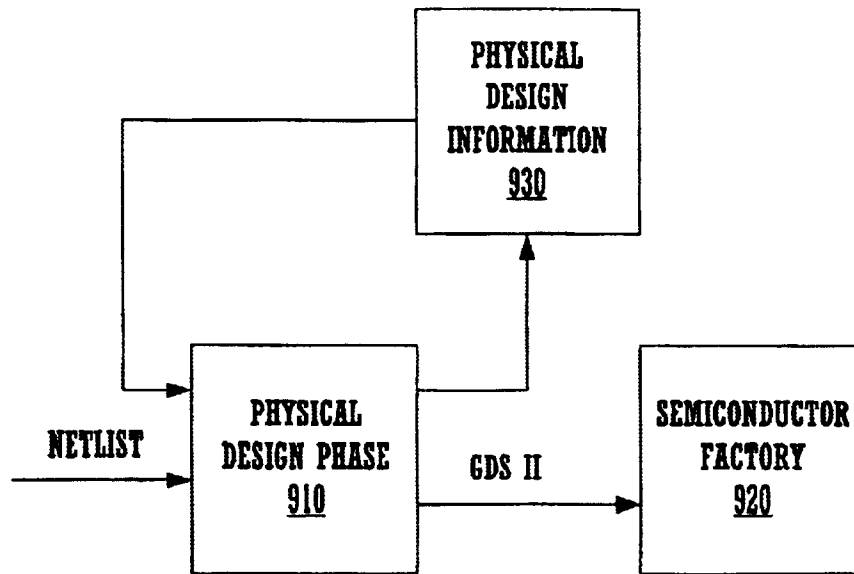 PHYSICAL
DESIGN
INFORMATION
930
NETLIST
PHYSICAL
DESIGN PHASE
910
GDS II
SEMICONDUCTOR
FACTORY
920